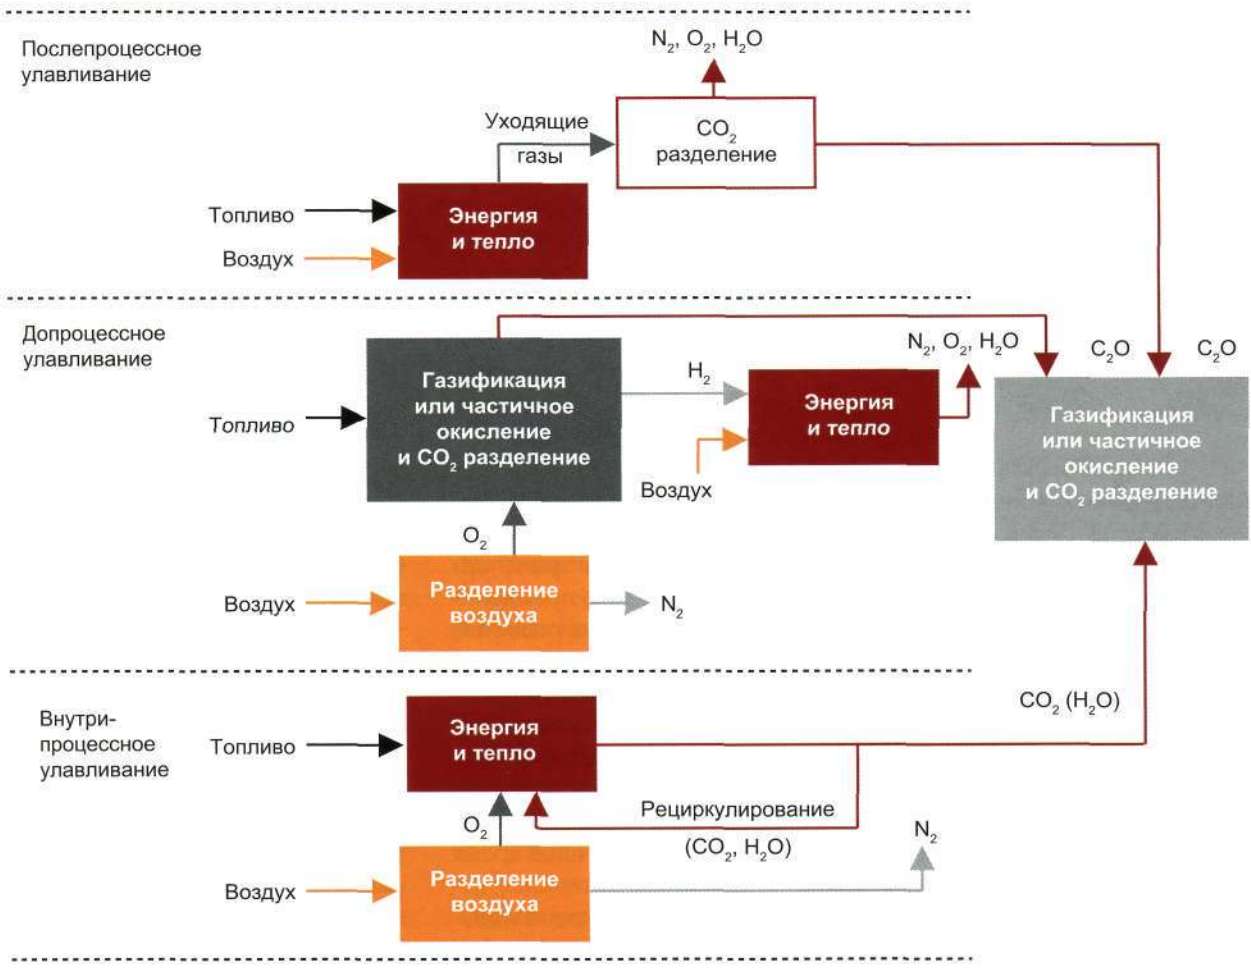 Послепроцессное
улавливание
N₂, O₂, H₂O
Уходящие
газы
CO₂
разделение
Топливо
Воздух
Энергия
и тепло
Допроцессное
улавливание
Топливо
Газификация
или частичное
окисление
и CO₂ разделение
H₂
Воздух
Энергия
и тепло
N₂, O₂, H₂O
C₂O
C₂O
Газификация
или частичное
окисление
и CO₂ разделение
O₂
Воздух
Разделение
воздуха
N₂
Внутри-
процессное
улавливание
Топливо
Энергия
и тепло
CO₂ (H₂O)
O₂
Рециркулирование
(CO₂, H₂O)
N₂
Воздух
Разделение
воздуха